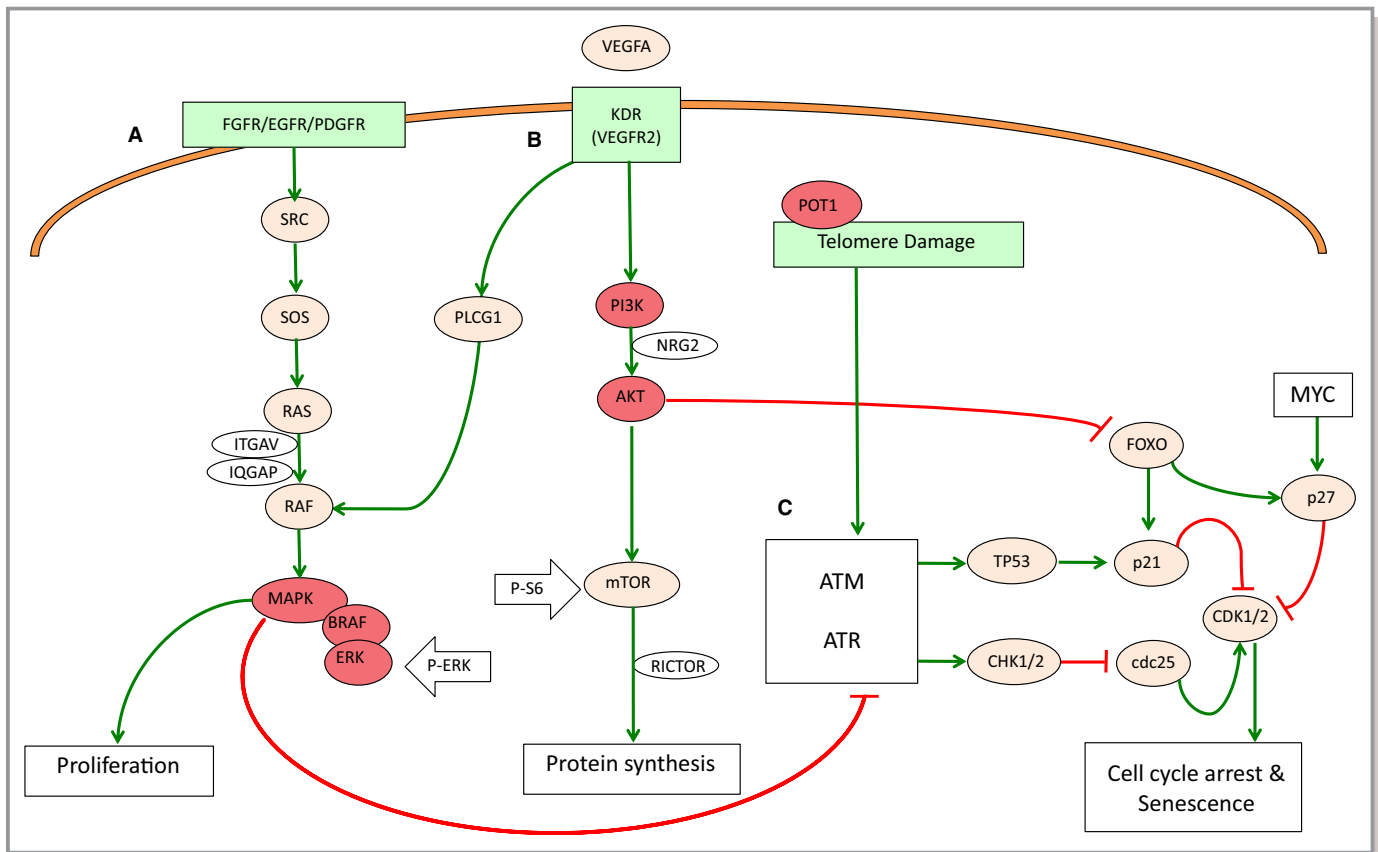 VEGFA
A
FGFR/EGFR/PDGFR
B
KDR
(VEGFR2)
POT1
Telomere Damage
SRC
SOS
PLCG1
PI3K
NRG2
AKT
RAS
ITGAV
IQGAP
RAF
MYC
FOXO
p27
C
ATM
ATR
TP53
p21
CDK1/2
CHK1/2
cdc25
P-S6
mTOR
MAPK
BRAF
ERK
P-ERK
RICTOR
Proliferation
Protein synthesis
Cell cycle arrest &
Senescence